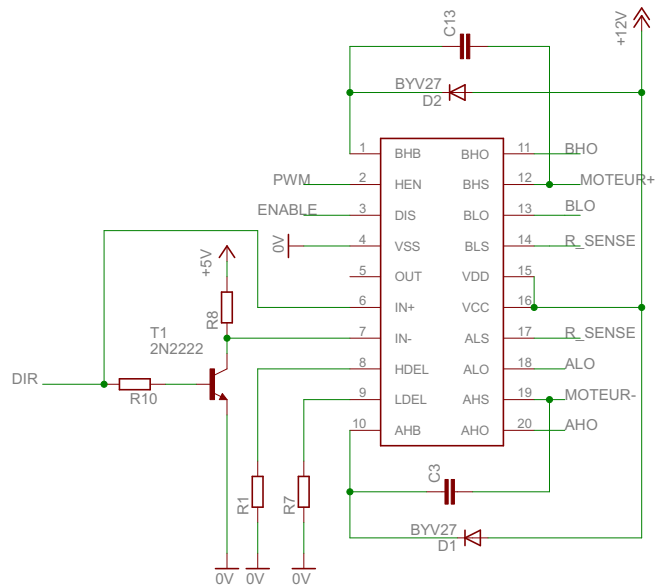 C13
+12V
BYV27
D2
1 BHB BHO 11 BHO
PWM 2 HEN BHS 12 MOTEUR+
ENABLE 3 DIS BLO 13 BLO
0V 4 VSS BLS 14 R_SENSE
+5V 5 OUT VDD 15
6 IN+ VCC 16
R8
T1
2N2222
7 IN- ALS 17 R_SENSE
8 HDEL ALO 18 ALO
DIR
R10
9 LDEL AHS 19 MOTEUR-
10 AHB AHO 20 AHO
C3
R1
R7
BYV27
D1
0V 0V 0V